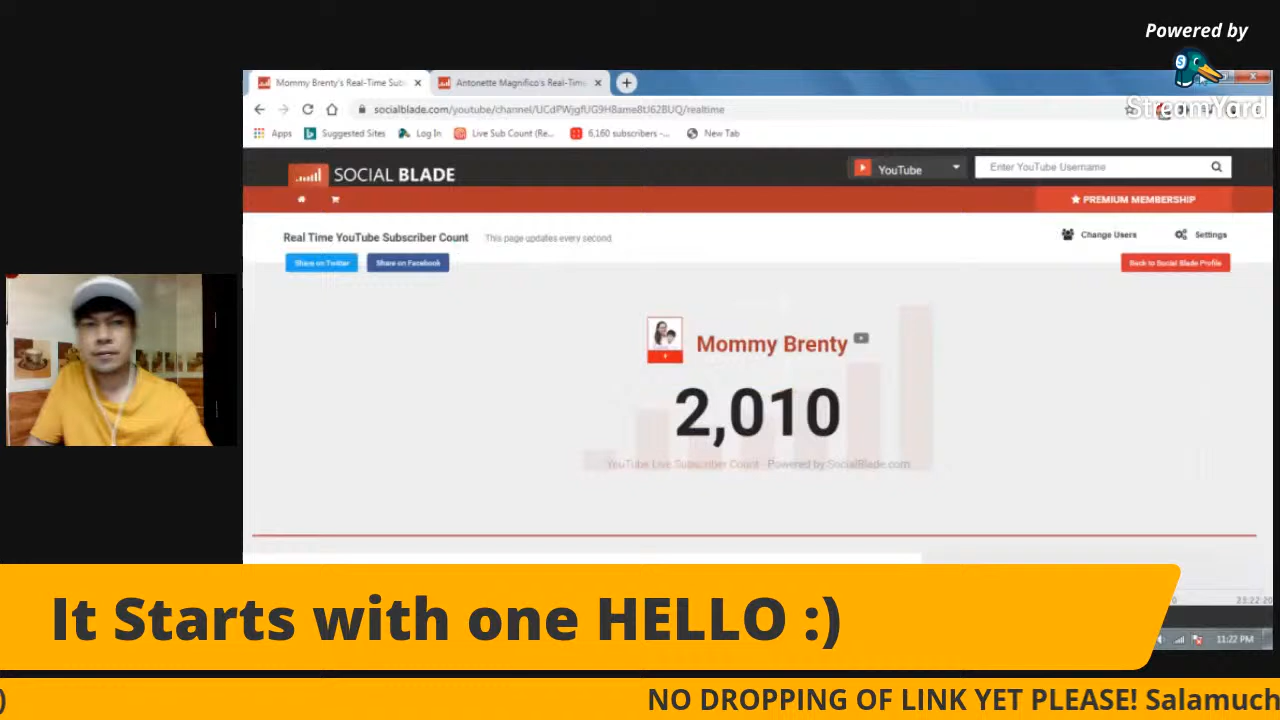 Powered by
StreamYard
Mommy Brenty's Real-Time Sub
Antonette Magnifico's Real-Time
socialblade.com/youtube/channel/UCdPWjgfUG9H8ame8tJ62BUQ/realtime
Apps Suggested Sites Log In Live Sub Count (Re... 6,160 subscribers -... New Tab
SOCIAL BLADE
YouTube
Enter YouTube Username
PREMIUM MEMBERSHIP
Real Time YouTube Subscriber Count This page updates every second
Change Users Settings
Share on Twitter Share on Facebook
Back to Social Blade Profile
Mommy Brenty
2,010
YouTube Live Subscriber Count - Powered by SocialBlade.com
23:22:20
It Starts with one HELLO :)
11:22 PM
) NO DROPPING OF LINK YET PLEASE! Salamuch